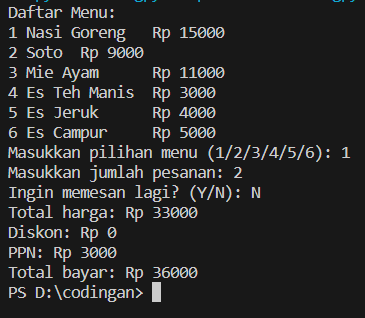 Daftar Menu:
1 Nasi Goreng   Rp 15000
2 Soto  Rp 9000
3 Mie Ayam      Rp 11000
4 Es Teh Manis  Rp 3000
5 Es Jeruk      Rp 4000
6 Es Campur     Rp 5000
Masukkan pilihan menu (1/2/3/4/5/6): 1
Masukkan jumlah pesanan: 2
Ingin memesan lagi? (Y/N): N
Total harga: Rp 33000
Diskon: Rp 0
PPN: Rp 3000
Total bayar: Rp 36000
PS D:\codingan>